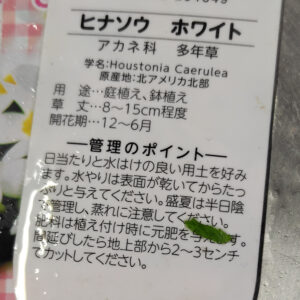 ヒナソウ ホワイト
アカネ科 多年草
学名:Houstonia Caerulea
原産地:北アメリカ北部
用 途…庭植え、鉢植え
草 丈…8〜15cm程度
開花期…12〜6月
管理のポイント
日当たりと水はけの良い用土を好み
ます。水やりは表面が乾いてからたっ
ぷりと与えてください。盛夏は半日陰
で管理し、蒸れに注意してください。
肥料は植え付け時に元肥を与えます。
間延びしたら地上部から2〜3センチ
でカットしてください。